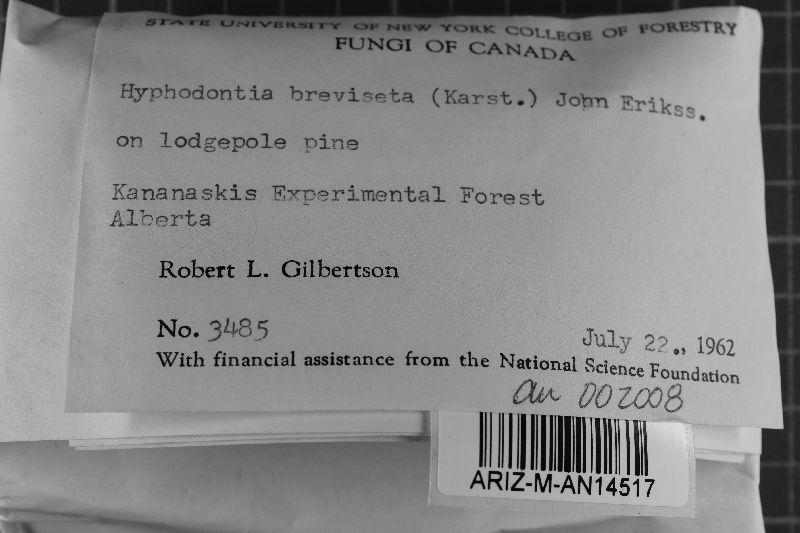 STATE UNIVERSITY OF NEW YORK COLLEGE OF FORESTRY
FUNGI OF CANADA
Hyphodontia breviseta (Karst.) John Erikss.
on lodgepole pine
Kananaskis Experimental Forest
Alberta
Robert L. Gilbertson
No. 3485
July 22., 1962
With financial assistance from the National Science Foundation
an 002008
ARIZ-M-AN14517